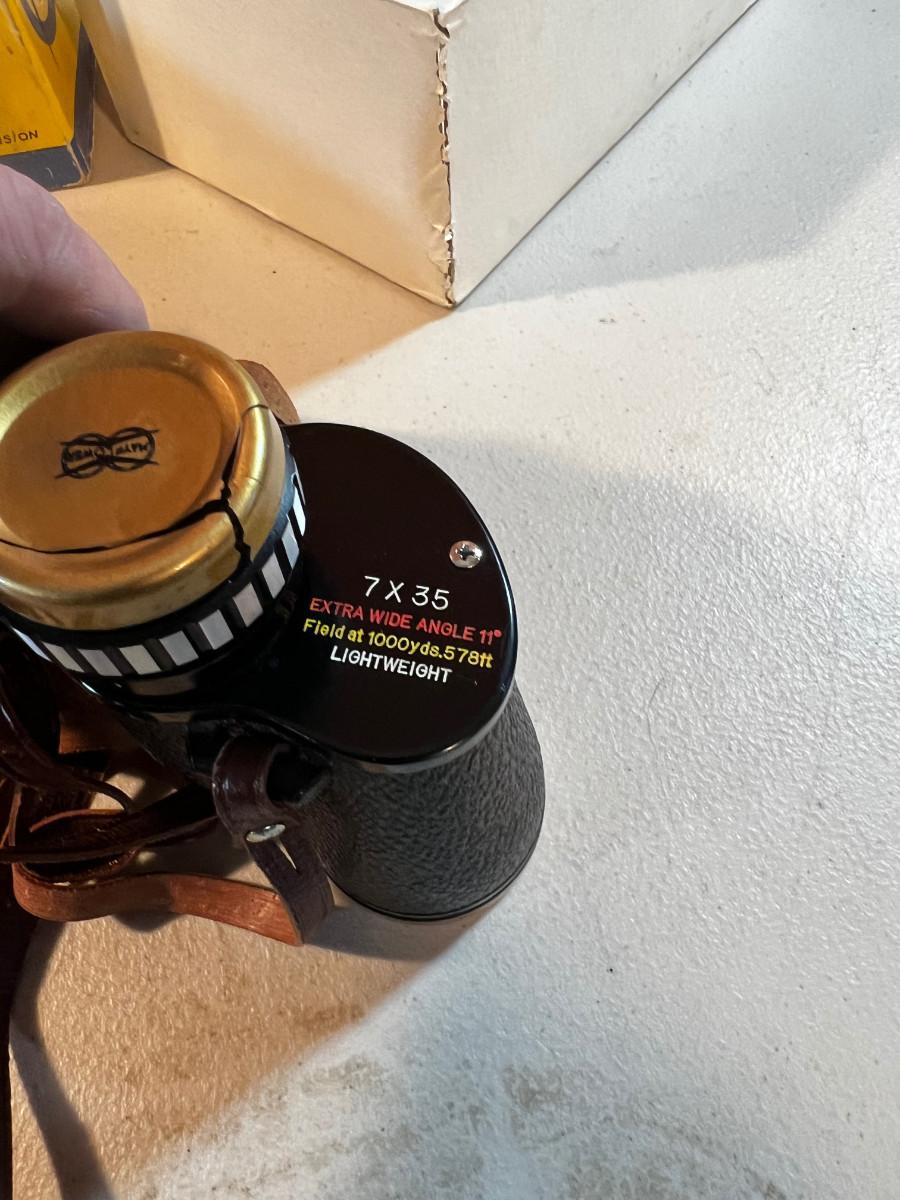 7 X 35
EXTRA WIDE ANGLE 11°
Field at 1000yds.578ft
LIGHTWEIGHT